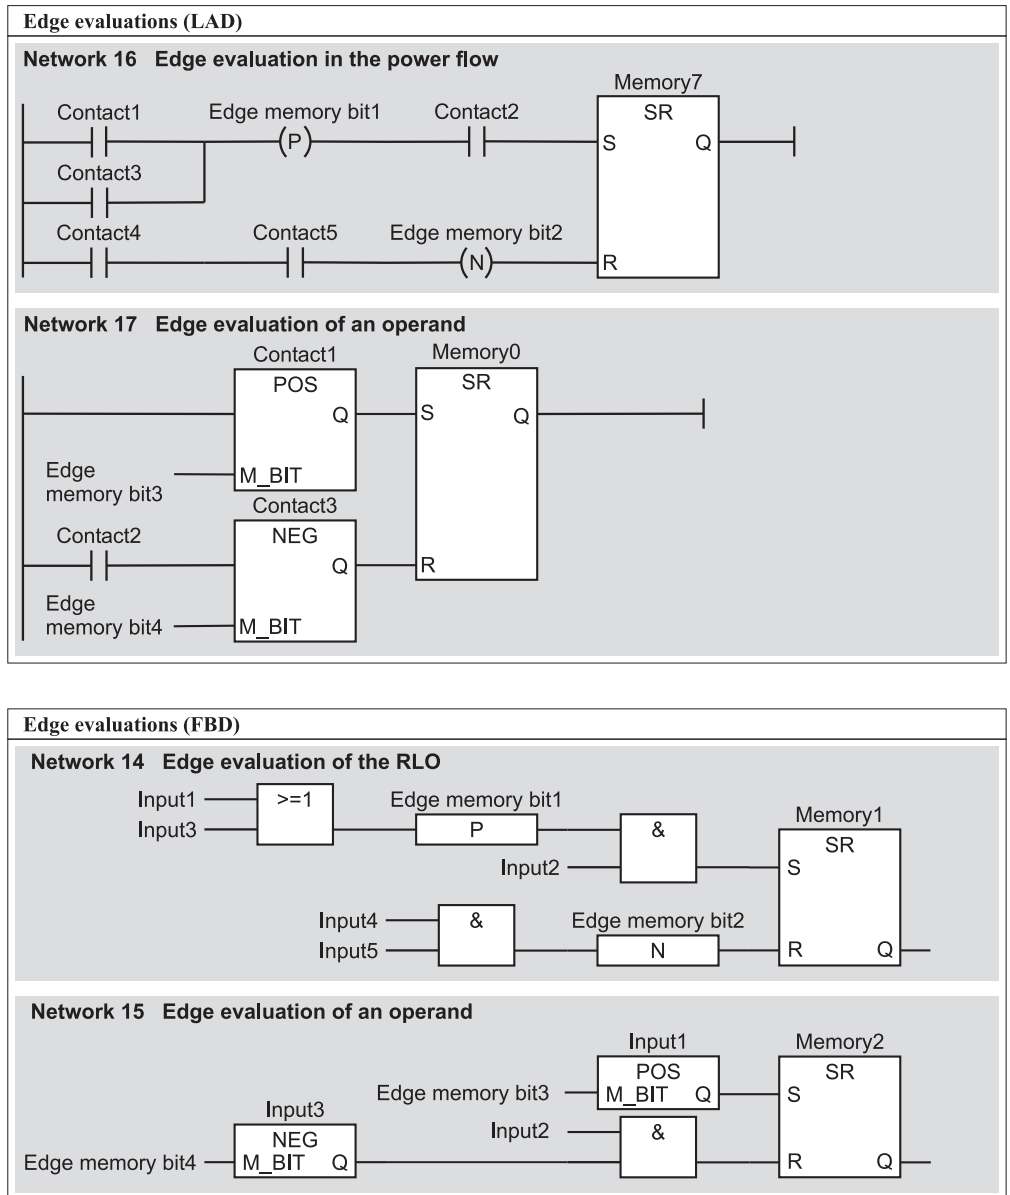 Edge evaluations (LAD)
Network 16 Edge evaluation in the power flow
Memory7
Contact1 Edge memory bit1 Contact2 SR
(P) S Q
Contact3
Contact4 Contact5 Edge memory bit2
(N) R
Network 17 Edge evaluation of an operand
Contact1 Memory0
POS SR
Q S Q
Edge
memory bit3 M_BIT
Contact3
Contact2 NEG
Q R
Edge
memory bit4 M_BIT
Edge evaluations (FBD)
Network 14 Edge evaluation of the RLO
Input1 >=1 Edge memory bit1
Memory1
Input3 P & SR
Input2 S
Input4 & Edge memory bit2
Input5 N R Q
Network 15 Edge evaluation of an operand
Input1 Memory2
POS SR
Edge memory bit3 M_BIT Q S
Input3
Input2 &
NEG
Edge memory bit4 M_BIT Q R Q